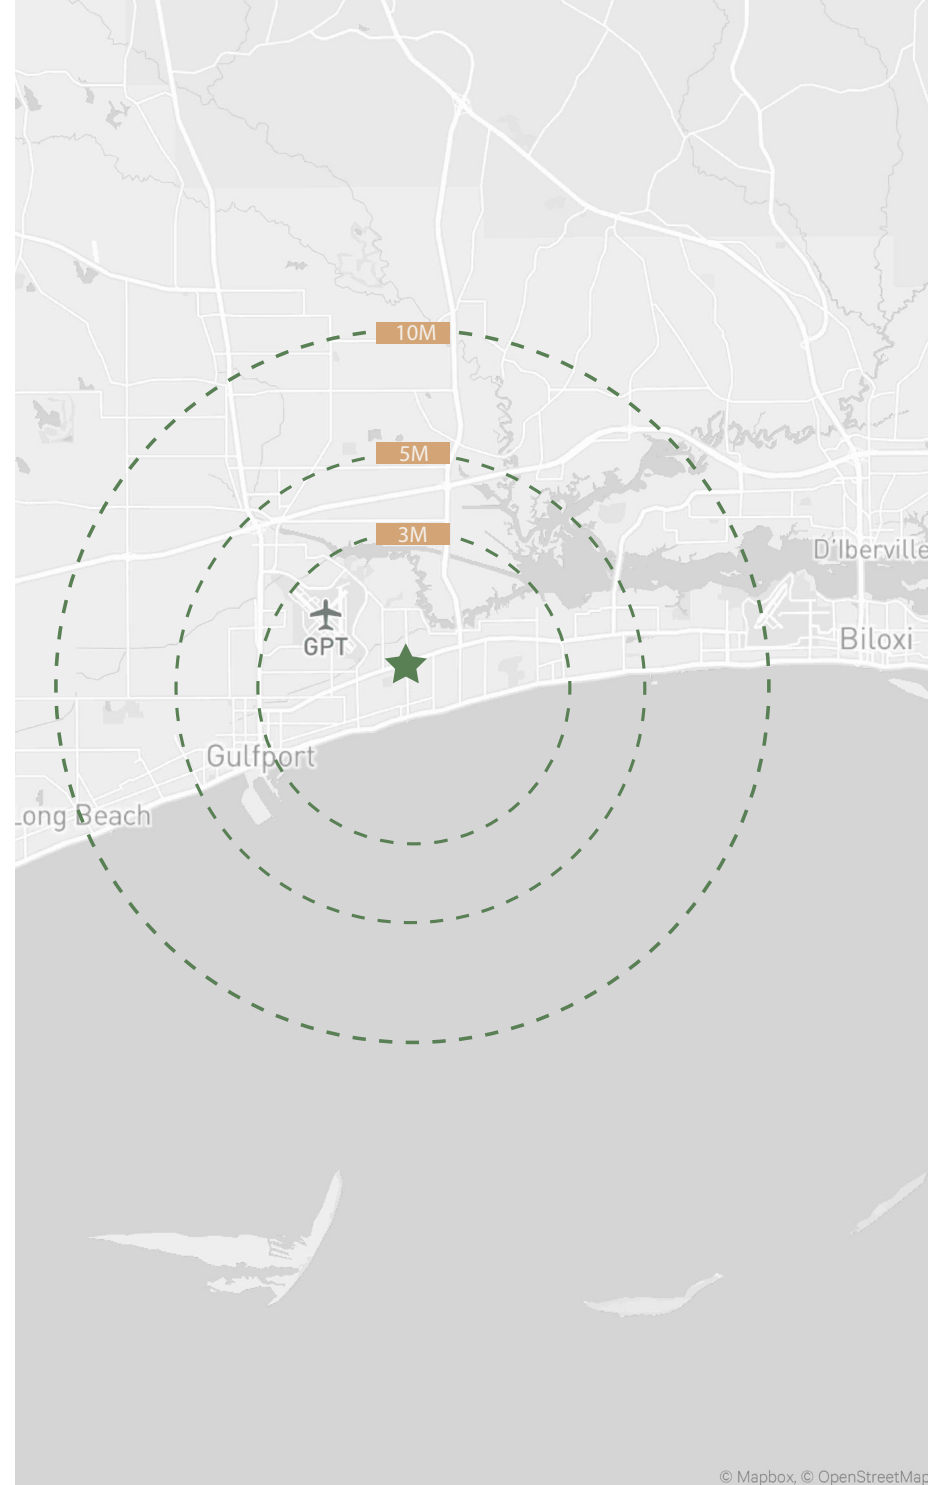 10M
5M
3M
D'Iberville
GPT
Biloxi
Gulfport
Long Beach
© Mapbox, © OpenStreetMap